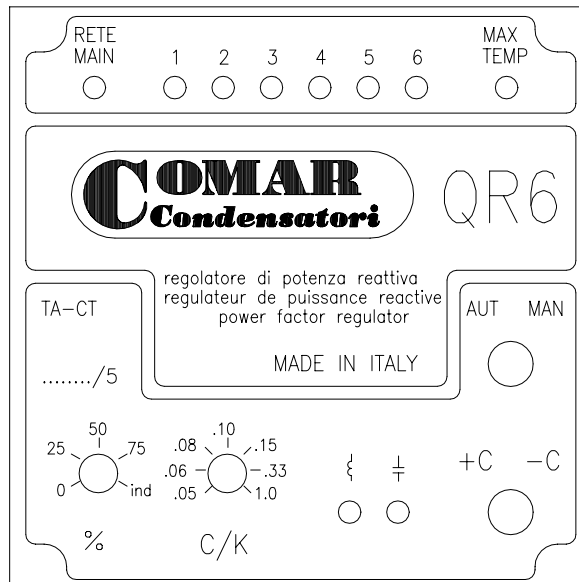 RETE MAIN
1 2 3 4 5 6
MAX TEMP
COMAR
Condensatori
QR6
regolatore di potenza reattiva
regulateur de puissance reactive
power factor regulator
MADE IN ITALY
TA-CT
......../5
AUT MAN
0 25 50 75 ind
%
.05 .06 .08 .10 .15 .33 1.0
C/K
+C -C